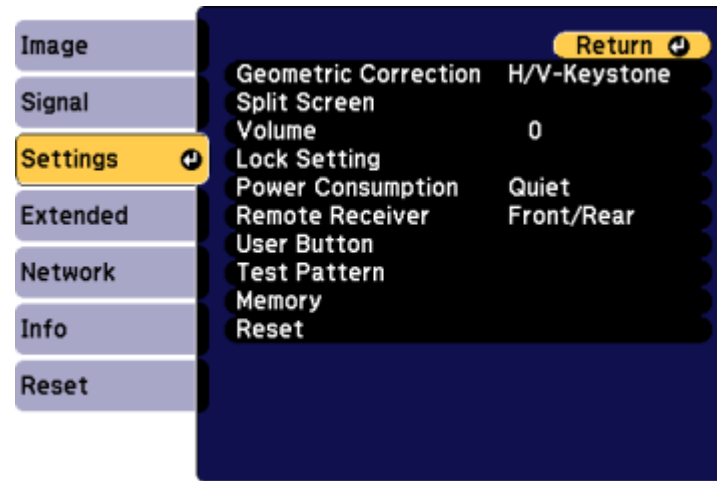 Image
Signal
Settings
Extended
Network
Info
Reset
Return
Geometric Correction H/V-Keystone
Split Screen
Volume 0
Lock Setting
Power Consumption Quiet
Remote Receiver Front/Rear
User Button
Test Pattern
Memory
Reset